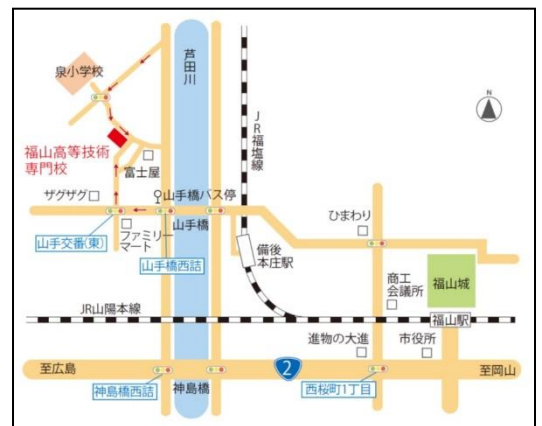 泉小学校
芦田川
JR福塩線
N
福山高等技術
専門校
富士屋
ザグザグ
山手橋バス停
山手橋
ひまわり
山手交番(東)
ファミリー
マート
山手橋西詰
備後
本庄駅
商工
会議所
福山城
JR山陽本線
福山駅
進物の大進
市役所
至広島
神島橋西詰
神島橋
2
西桜町1丁目
至岡山